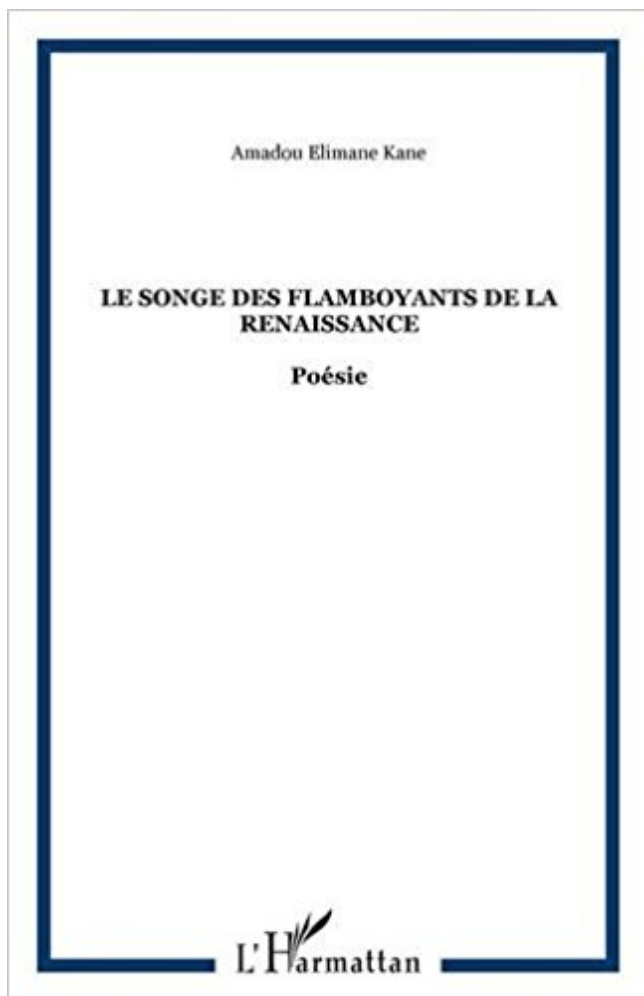 Amadou Elimane Kane
LE SONGE DES FLAMBOYANTS DE LA
RENAISSANCE
Poésie
L'Harmattan